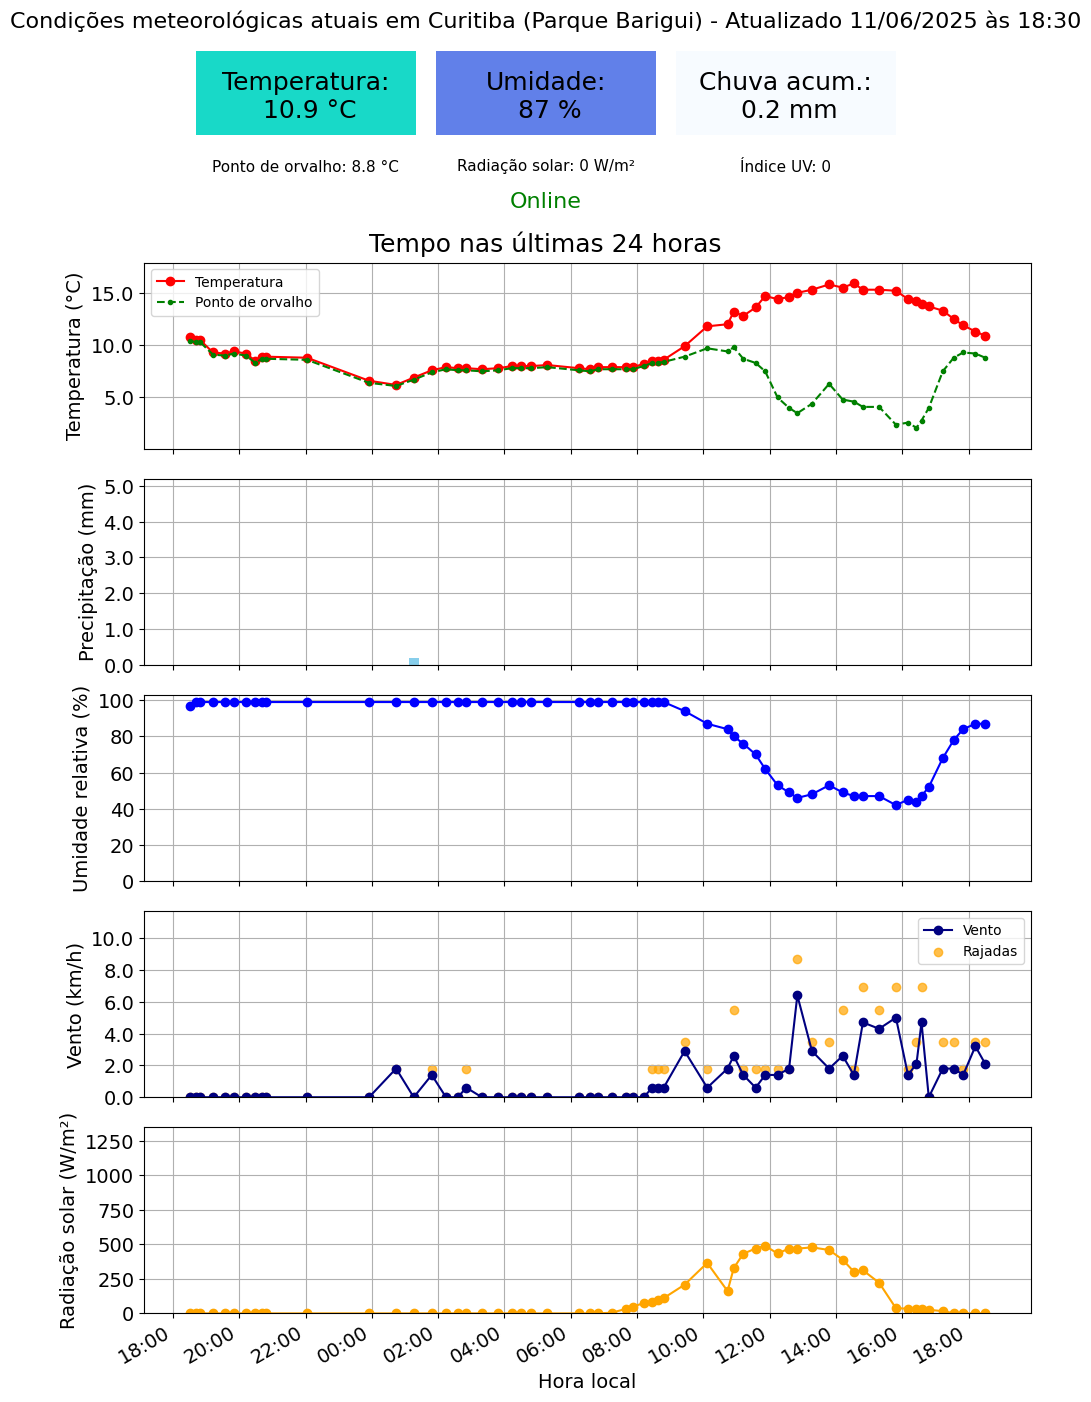 Condições meteorológicas atuais em Curitiba (Parque Barigui) - Atualizado 11/06/2025 às 18:30
Temperatura:
10.9 °C
Umidade:
87 %
Chuva acum.:
0.2 mm
Ponto de orvalho: 8.8 °C
Radiação solar: 0 W/m²
Índice UV: 0
Online
Tempo nas últimas 24 horas
Temperatura (°C)
15.0
10.0
5.0
Temperatura
Ponto de orvalho
Precipitação (mm)
5.0
4.0
3.0
2.0
1.0
0.0
Umidade relativa (%)
100
80
60
40
20
0
Vento (km/h)
10.0
8.0
6.0
4.0
2.0
0.0
Vento
Rajadas
Radiação solar (W/m²)
1250
1000
750
500
250
0
18:00
20:00
22:00
00:00
02:00
04:00
06:00
08:00
10:00
12:00
14:00
16:00
18:00
Hora local